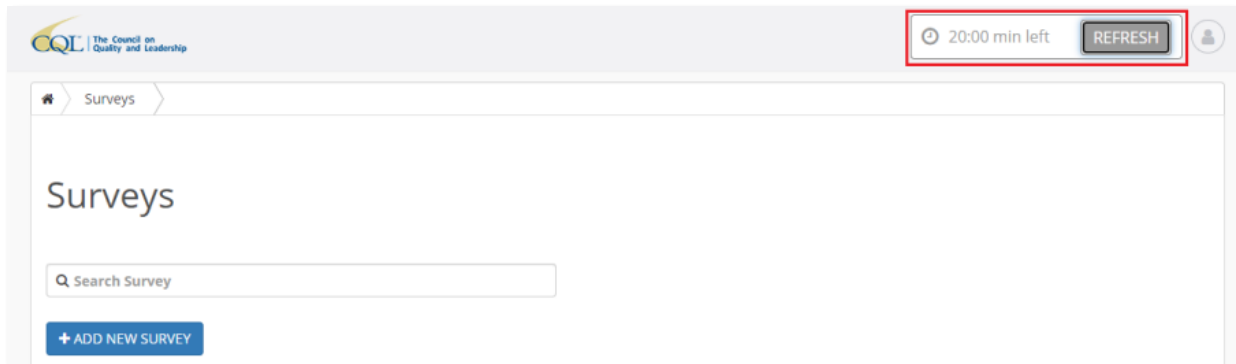 CQL The Council on
Quality and Leadership
20:00 min left REFRESH
Surveys
Surveys
Search Survey
+ ADD NEW SURVEY